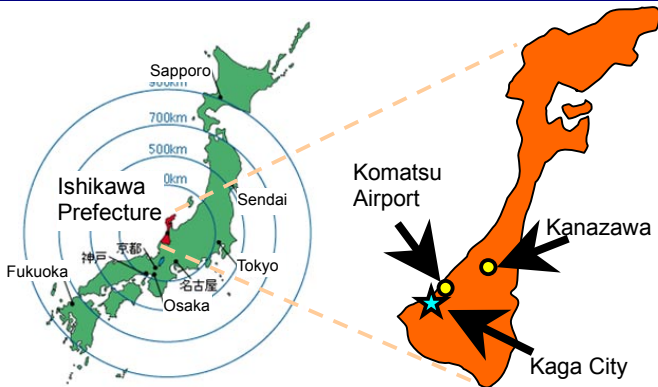 Sapporo
900km
700km
500km
0km
Ishikawa
Prefecture
Sendai
京都
神戸
Tokyo
名古屋
Fukuoka
Osaka
Komatsu
Airport
Kanazawa
Kaga City